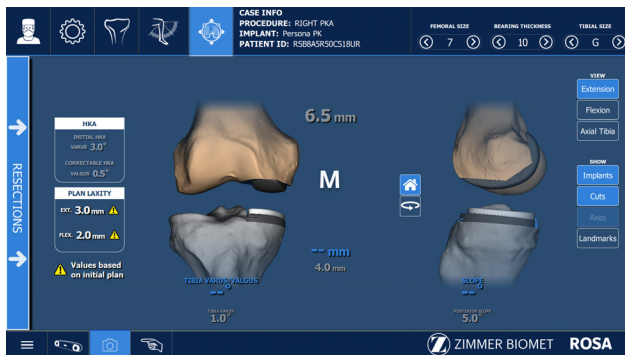 CASE INFO
PROCEDURE: RIGHT PKA
IMPLANT: Persona PK
PATIENT ID: RSB8A5R50CS18UR
FEMORAL SIZE
7
BEARING THICKNESS
10
TIBIAL SIZE
G
RESECTIONS
HKA
INITIAL HKA
VARUS 3.0°
CORRECTABLE HKA
VALGUS 0.5°
PLAN LAXITY
EXT. 3.0 mm
FLEX. 2.0 mm
Values based
on initial plan
6.5 mm
M
-- mm
4.0 mm
TIBIA VARUS/VALGUS
--°
TIBIA VARUS
1.0°
SLOPE
--°
POSTERIOR SLOPE
5.0°
VIEW
Extension
Flexion
Axial Tibia
SHOW
Implants
Cuts
Axes
Landmarks
ZIMMER BIOMET
ROSA